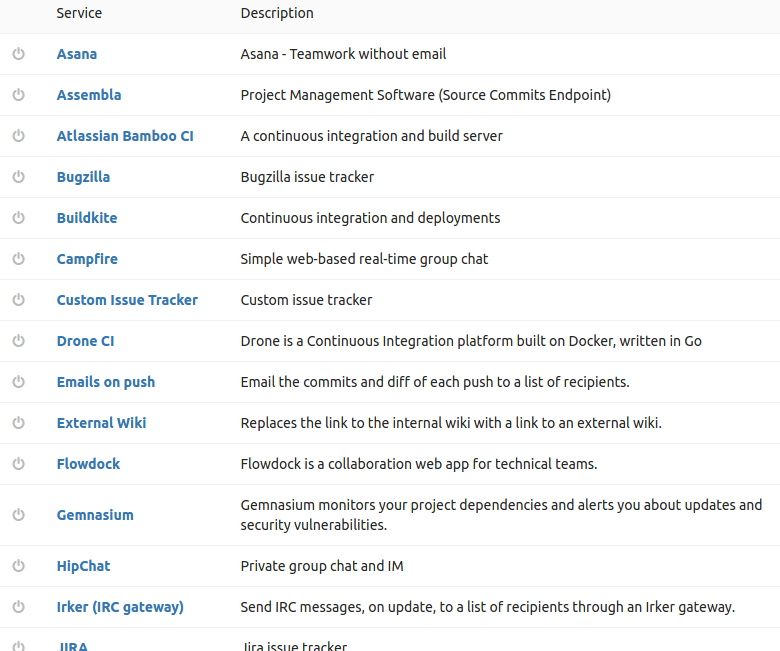 Service Description
Asana Asana - Teamwork without email
Assembla Project Management Software (Source Commits Endpoint)
Atlassian Bamboo CI A continuous integration and build server
Bugzilla Bugzilla issue tracker
Buildkite Continuous integration and deployments
Campfire Simple web-based real-time group chat
Custom Issue Tracker Custom issue tracker
Drone CI Drone is a Continuous Integration platform built on Docker, written in Go
Emails on push Email the commits and diff of each push to a list of recipients.
External Wiki Replaces the link to the internal wiki with a link to an external wiki.
Flowdock Flowdock is a collaboration web app for technical teams.
Gemnasium Gemnasium monitors your project dependencies and alerts you about updates and
security vulnerabilities.
HipChat Private group chat and IM
Irker (IRC gateway) Send IRC messages, on update, to a list of recipients through an Irker gateway.
JIRA Jira issue tracker